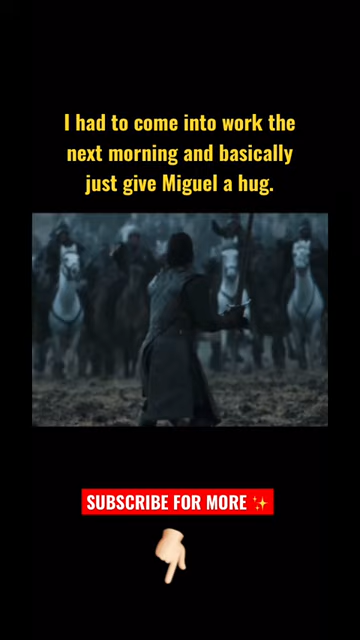 I had to come into work the
next morning and basically
just give Miguel a hug.
SUBSCRIBE FOR MORE ✨